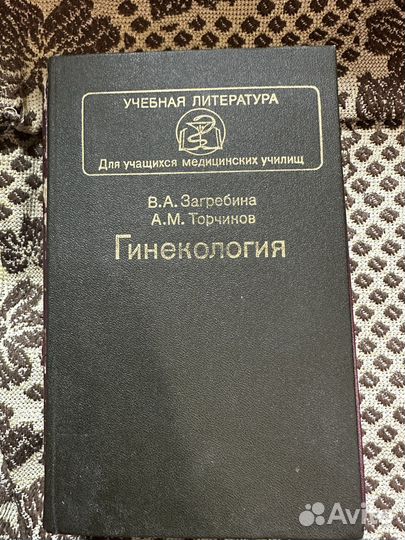 УЧЕБНАЯ ЛИТЕРАТУРА
Для учащихся медицинских училищ
В.А. Загребина
А.М. Торчинов
Гинекология
Avito